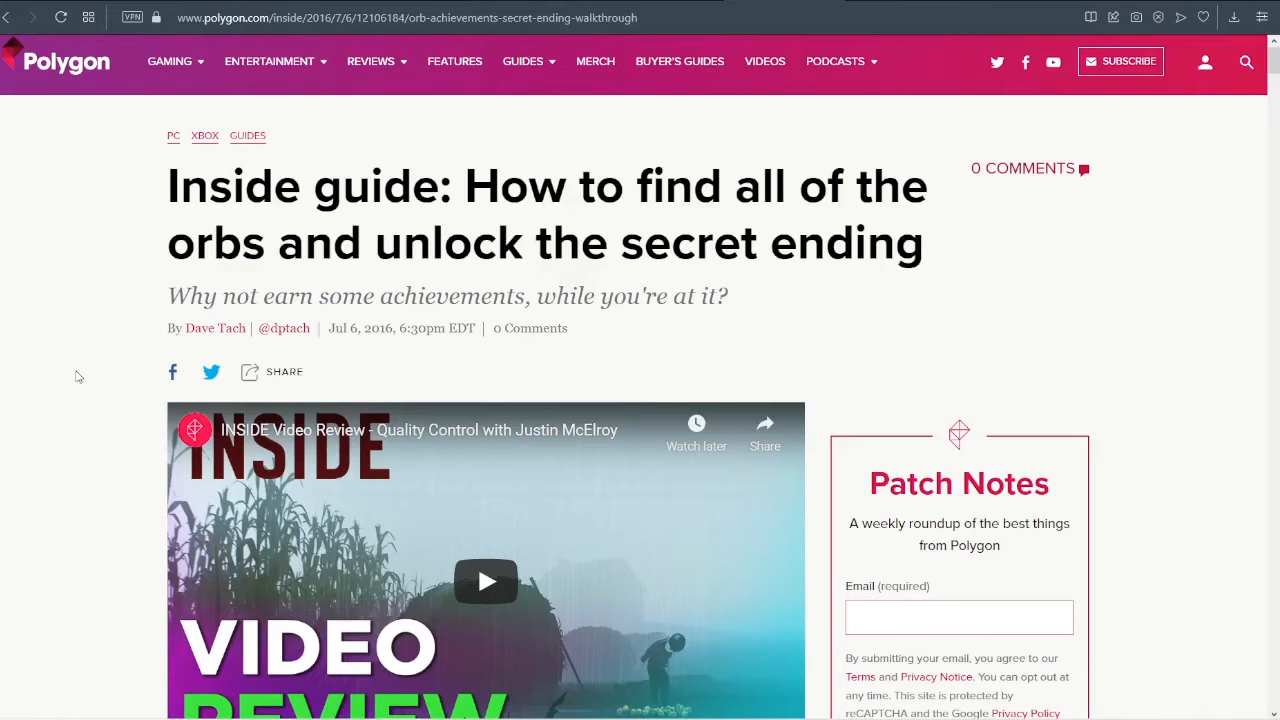 VPN
www.polygon.com/inside/2016/7/6/12106184/orb-achievements-secret-ending-walkthrough
Polygon
GAMING
ENTERTAINMENT
REVIEWS
FEATURES
GUIDES
MERCH
BUYER'S GUIDES
VIDEOS
PODCASTS
SUBSCRIBE
PC XBOX GUIDES
Inside guide: How to find all of the
orbs and unlock the secret ending
0 COMMENTS
Why not earn some achievements, while you're at it?
By Dave Tach | @dptach | Jul 6, 2016, 6:30pm EDT | 0 Comments
SHARE
INSIDE Video Review - Quality Control with Justin McElroy
Watch later
Share
INSIDE
VIDEO
REVIEW
Patch Notes
A weekly roundup of the best things
from Polygon
Email (required)
By submitting your email, you agree to our
Terms and Privacy Notice. You can opt out at
any time. This site is protected by
reCAPTCHA and the Google Privacy Policy